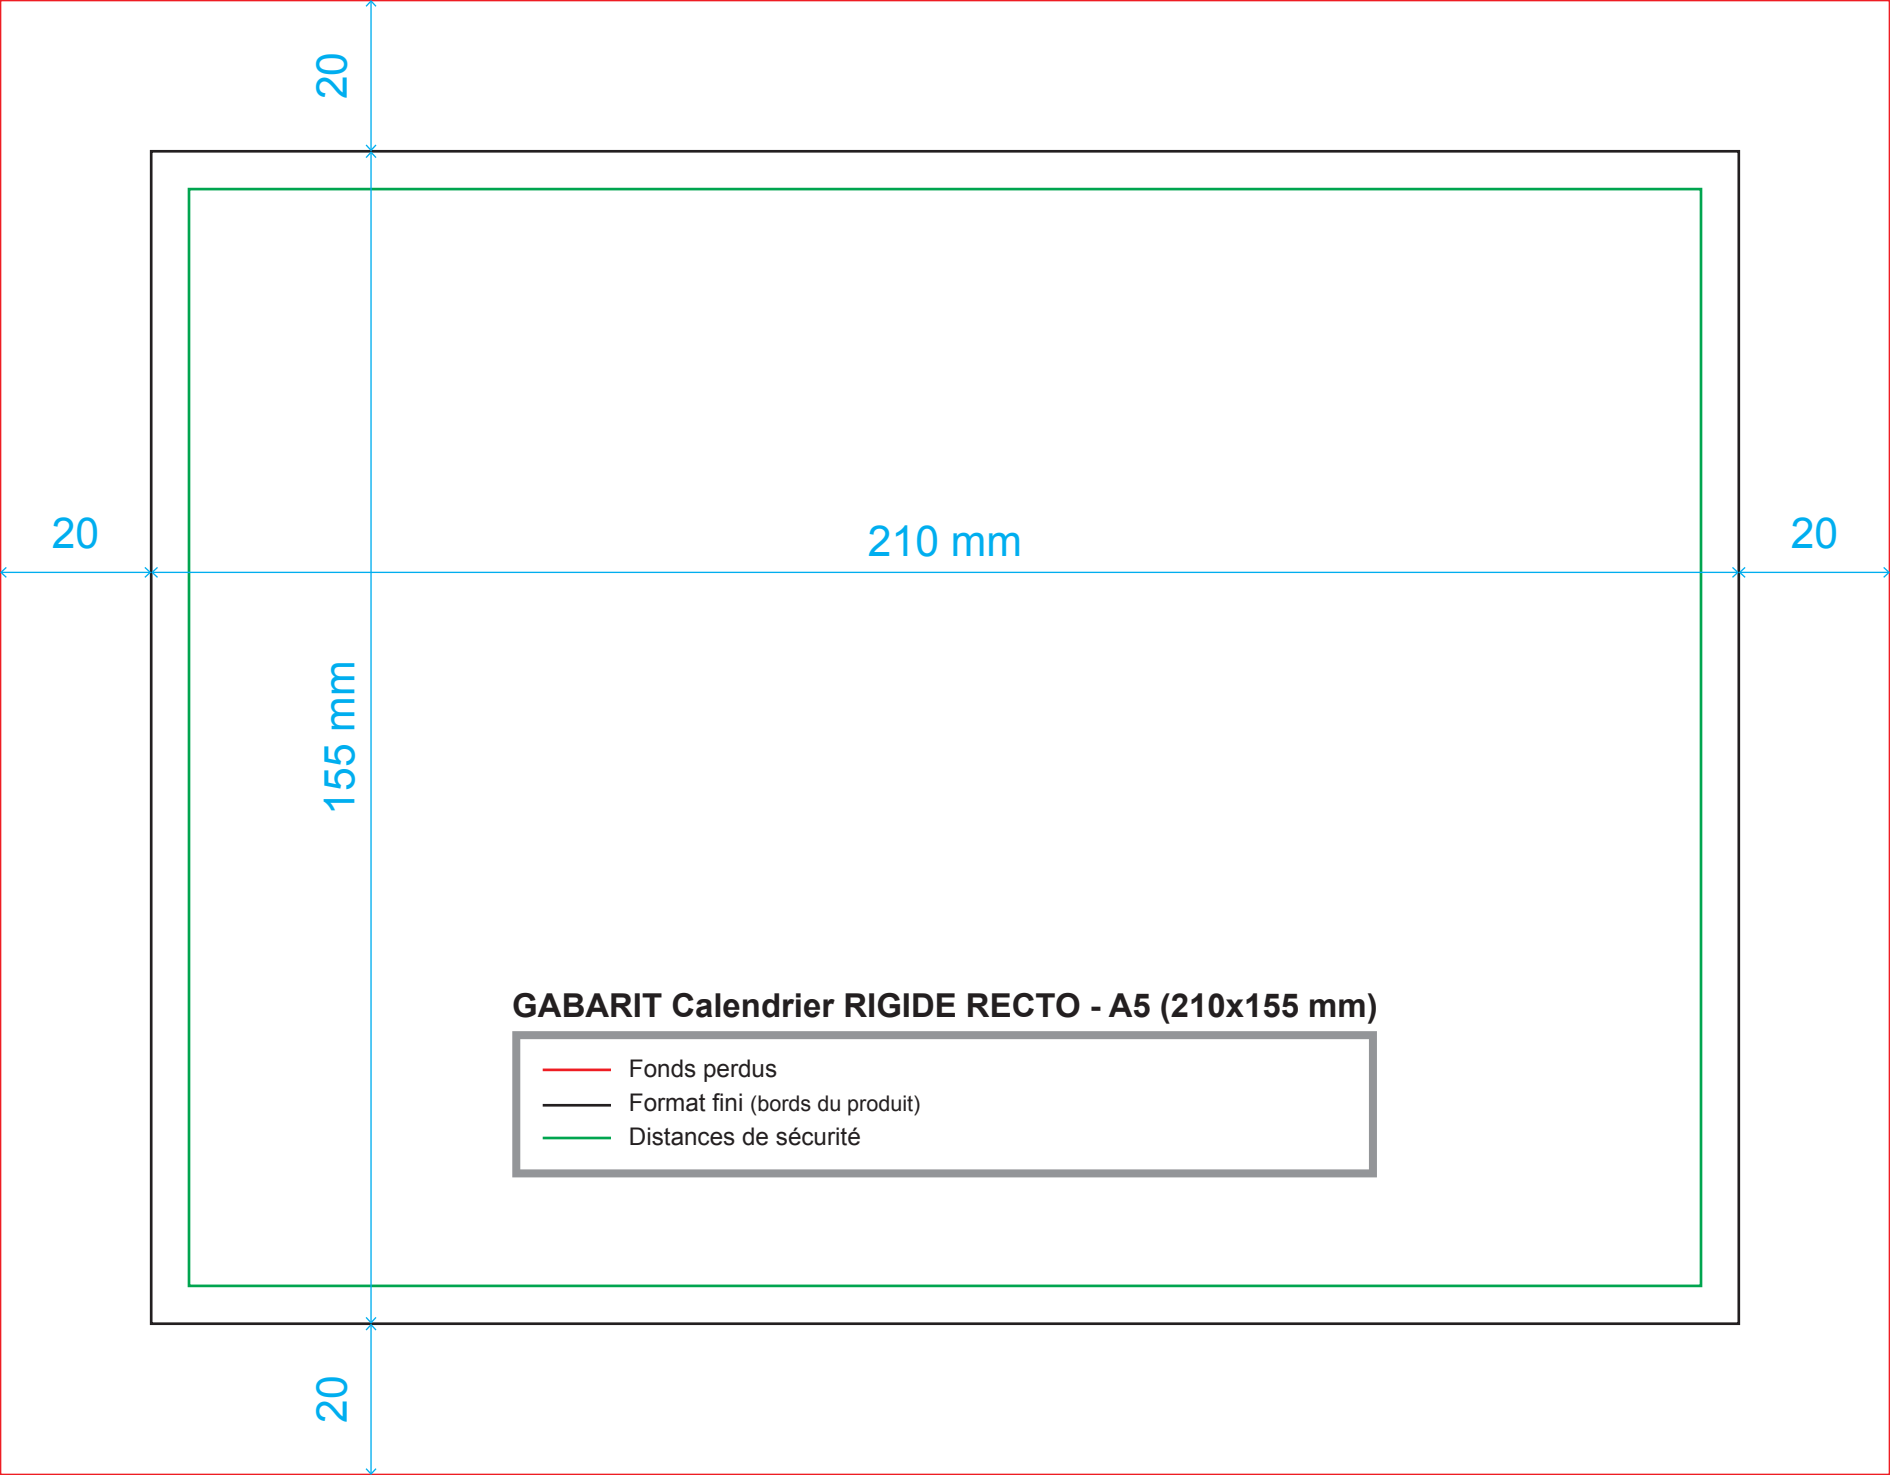 20
20
210 mm
20
155 mm
GABARIT Calendrier RIGIDE RECTO - A5 (210x155 mm)
Fonds perdus
Format fini (bords du produit)
Distances de sécurité
20